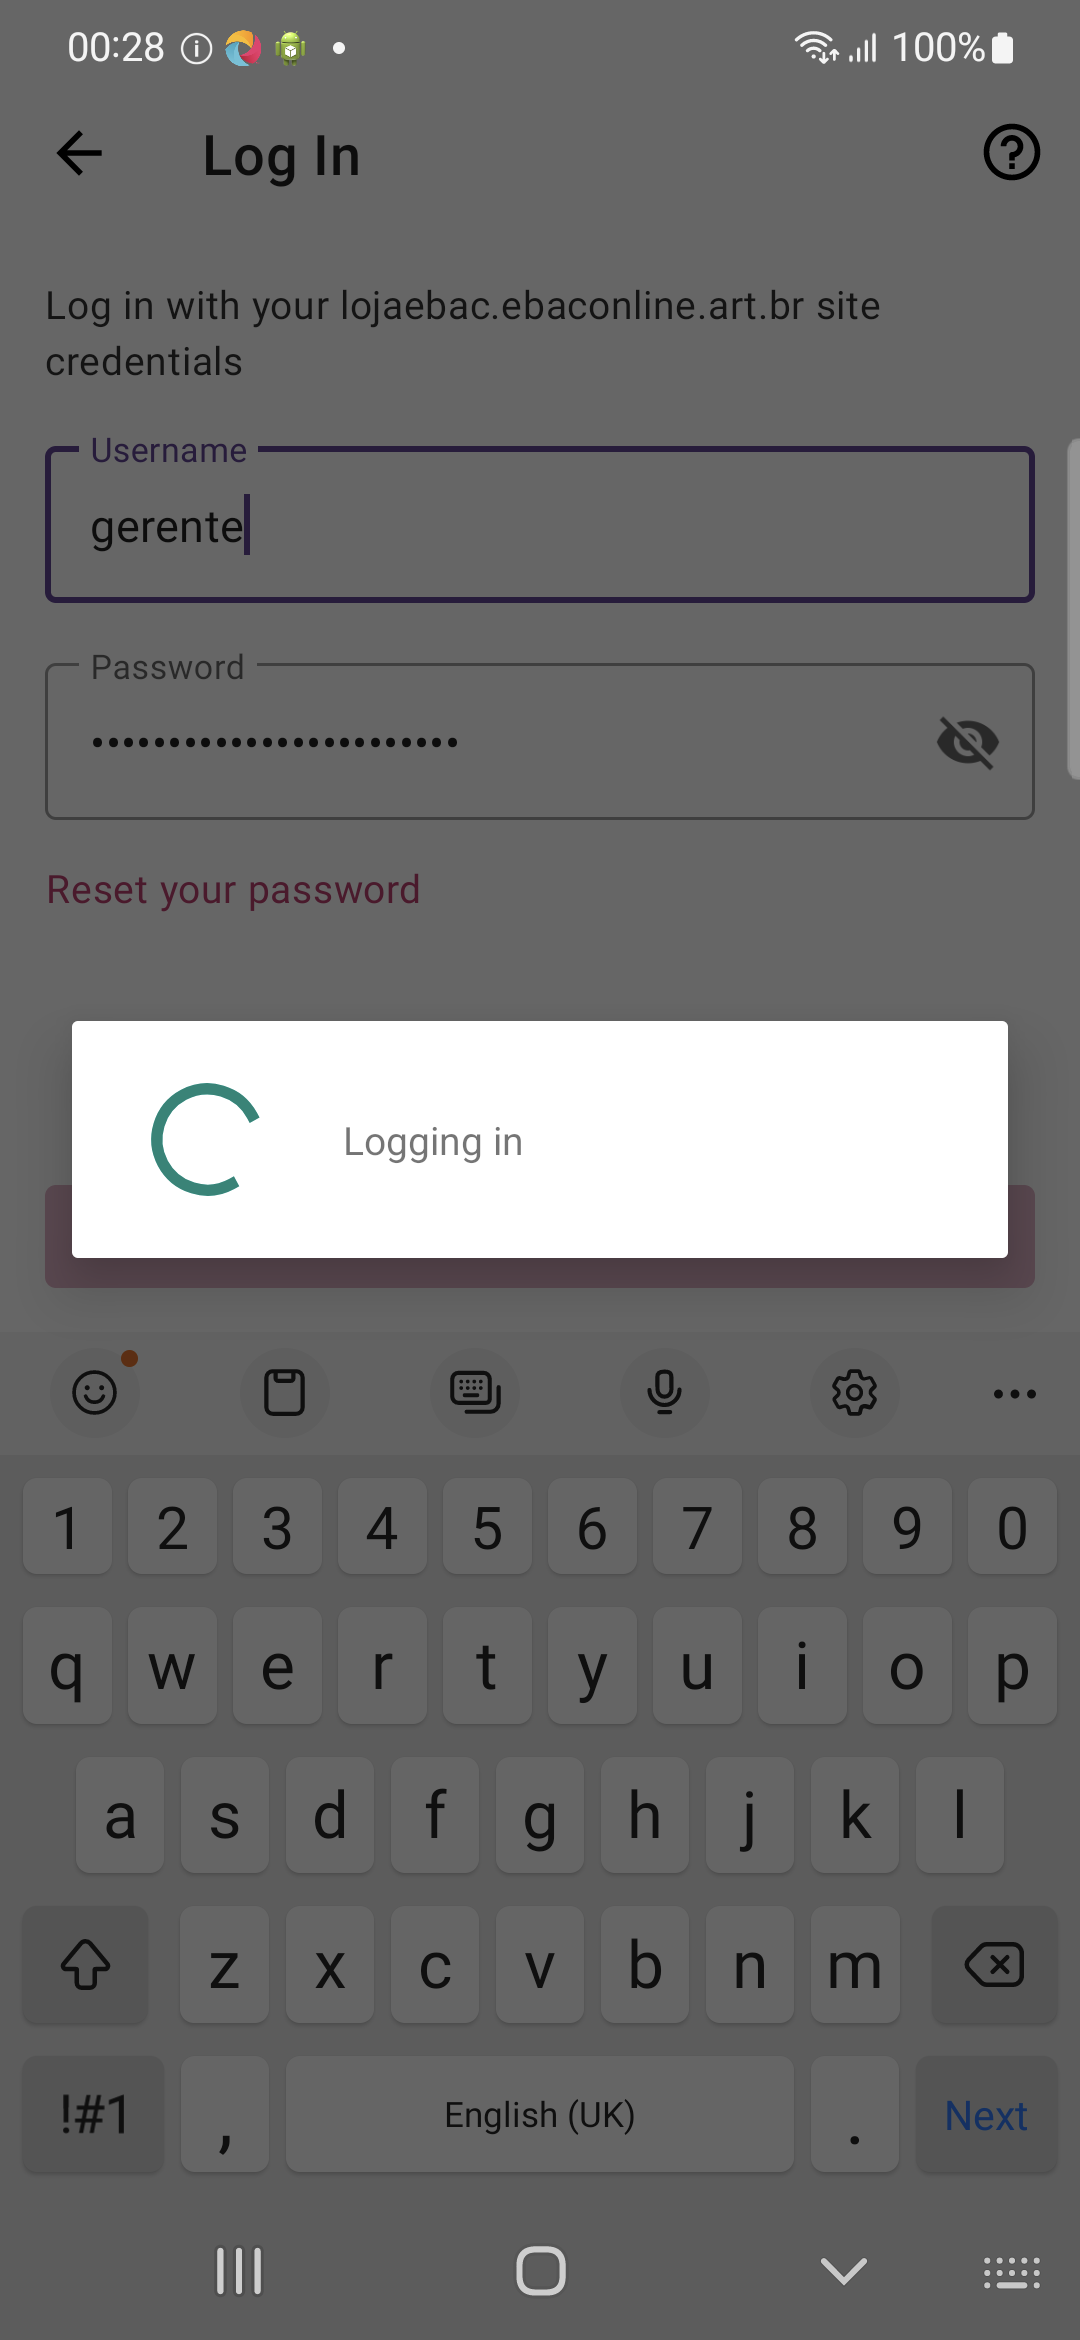 00:28 100%
Log In
Log in with your lojaebac.ebaconline.art.br site
credentials
Username
gerente
Password
••••••••••••••••••••••••
Reset your password
Logging in
1 2 3 4 5 6 7 8 9 0
q w e r t y u i o p
a s d f g h j k l
z x c v b n m
!#1 , English (UK) . Next